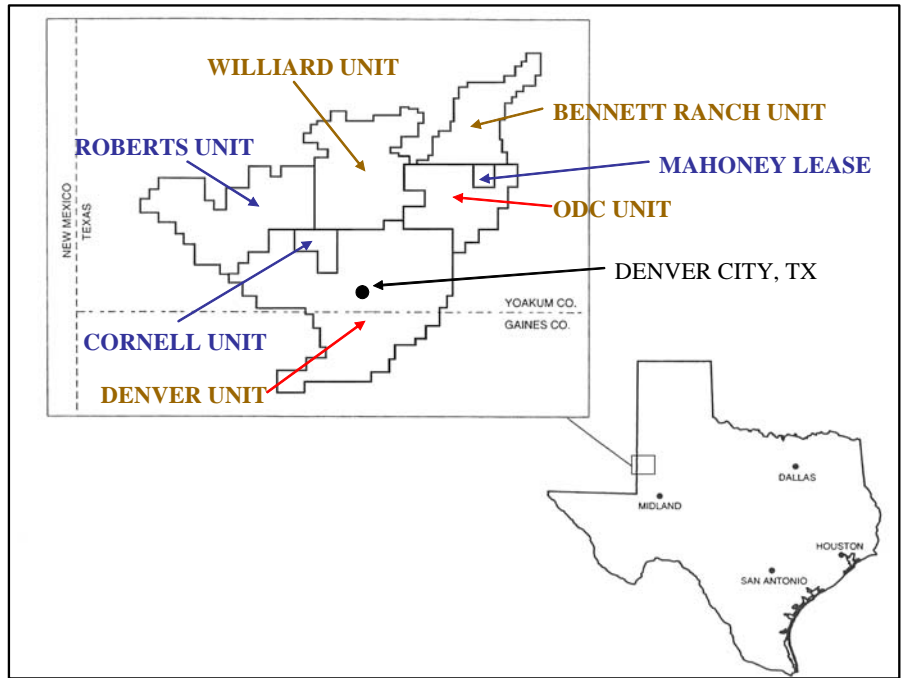 WILLIARD UNIT
BENNETT RANCH UNIT
ROBERTS UNIT
MAHONEY LEASE
ODC UNIT
NEW MEXICO
TEXAS
DENVER CITY, TX
YOAKUM CO.
GAINES CO.
CORNELL UNIT
DENVER UNIT
DALLAS
MIDLAND
HOUSTON
SAN ANTONIO